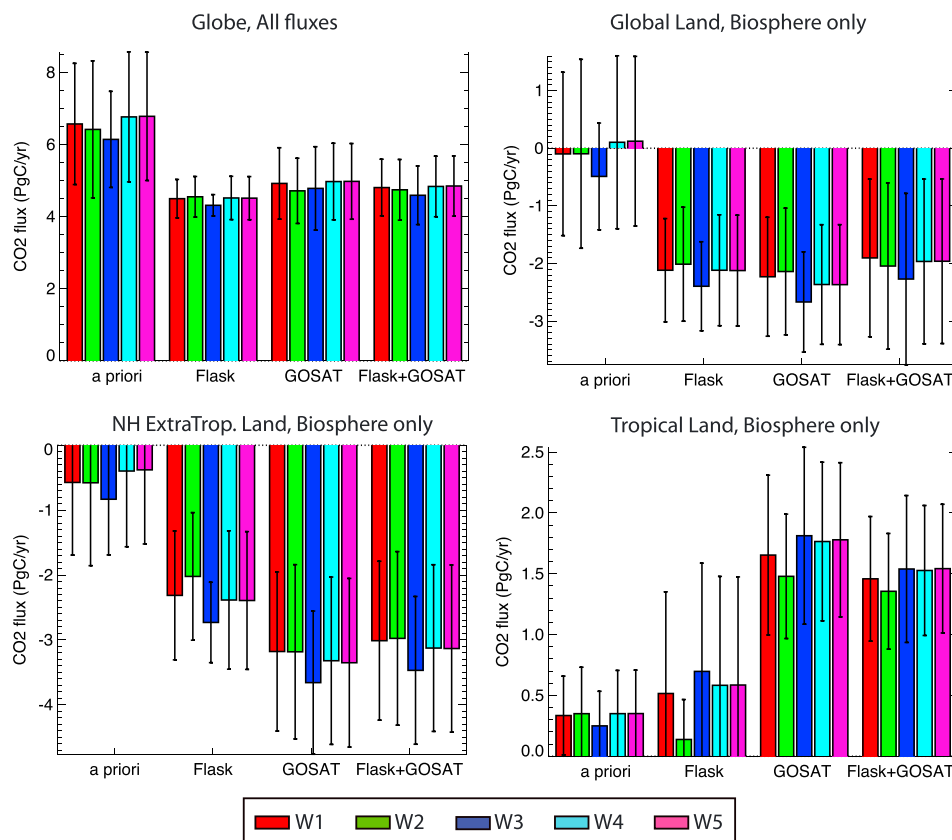 Globe, All fluxes
CO2 flux (PgC/yr)
8
6
4
2
0
a priori Flask GOSAT Flask+GOSAT
Global Land, Biosphere only
CO2 flux (PgC/yr)
1
0
-1
-2
-3
a priori Flask GOSAT Flask+GOSAT
NH ExtraTrop. Land, Biosphere only
CO2 flux (PgC/yr)
0
-1
-2
-3
-4
a priori Flask GOSAT Flask+GOSAT
Tropical Land, Biosphere only
CO2 flux (PgC/yr)
2.5
2.0
1.5
1.0
0.5
0.0
a priori Flask GOSAT Flask+GOSAT
W1 W2 W3 W4 W5